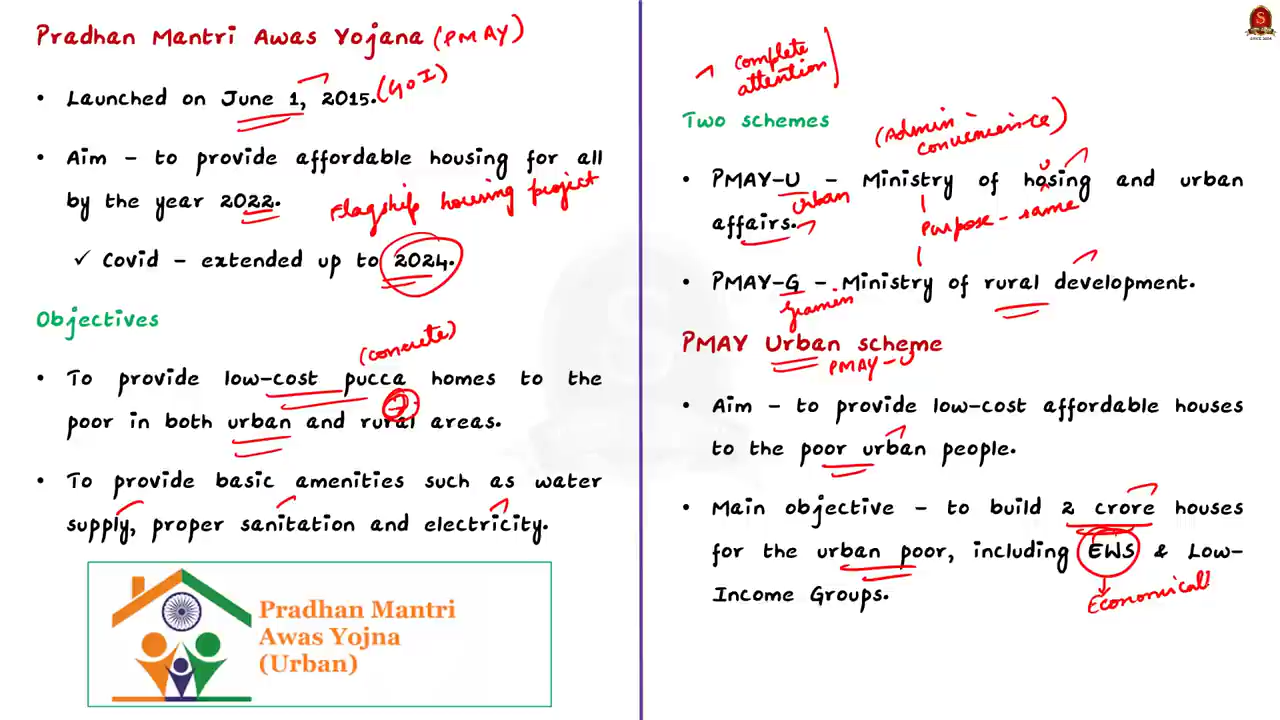 Pradhan Mantri Awas Yojana (PMAY)
• Launched on June 1, 2015. (GOI)
• Aim - to provide affordable housing for all
by the year 2022.
Flagship housing project
✓ Covid - extended up to 2024.
Objectives
(concrete)
• To provide low-cost pucca homes to the
poor in both urban and rural areas.
• To provide basic amenities such as water
supply, proper sanitation and electricity.
Pradhan Mantri
Awas Yojna
(Urban)
complete
attention
Two schemes
(Admin -
convenience)
• PMAY-U - Ministry of hosing and urban
u
Urban
affairs.
Purpose - same
• PMAY-G - Ministry of rural development.
Gramin
PMAY Urban scheme
PMAY - U
• Aim - to provide low-cost affordable houses
to the poor urban people.
• Main objective - to build 2 crore houses
for the urban poor, including EWS & Low-
Income Groups.
Economicall
S